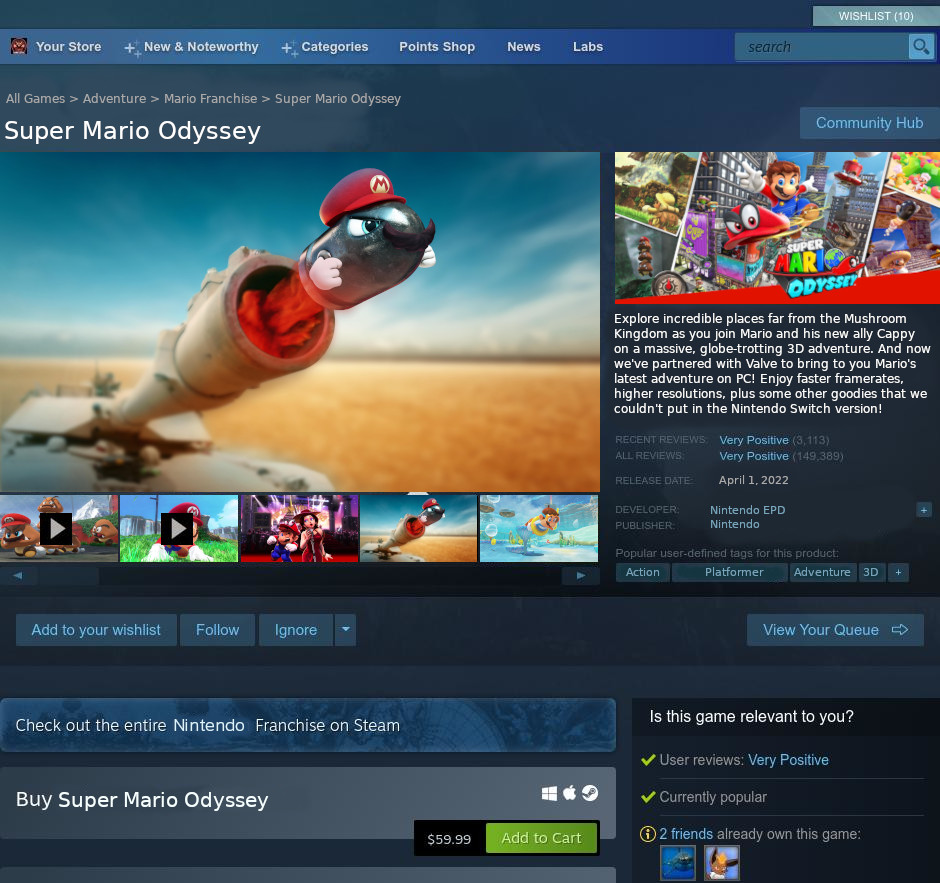 WISHLIST (10)
Your Store
New & Noteworthy
Categories
Points Shop
News
Labs
search
All Games > Adventure > Mario Franchise > Super Mario Odyssey
Super Mario Odyssey
Community Hub
M
SUPER
MARIO
ODYSSEY
Explore incredible places far from the Mushroom
Kingdom as you join Mario and his new ally Cappy
on a massive, globe-trotting 3D adventure. And now
we've partnered with Valve to bring to you Mario's
latest adventure on PC! Enjoy faster framerates,
higher resolutions, plus some other goodies that we
couldn't put in the Nintendo Switch version!
RECENT REVIEWS: Very Positive (3,113)
ALL REVIEWS: Very Positive (149,389)
RELEASE DATE: April 1, 2022
DEVELOPER: Nintendo EPD +
PUBLISHER: Nintendo
Popular user-defined tags for this product:
Action Platformer Adventure 3D +
Add to your wishlist
Follow
Ignore
View Your Queue
Check out the entire Nintendo Franchise on Steam
Buy Super Mario Odyssey
$59.99
Add to Cart
Is this game relevant to you?
User reviews: Very Positive
Currently popular
2 friends already own this game: